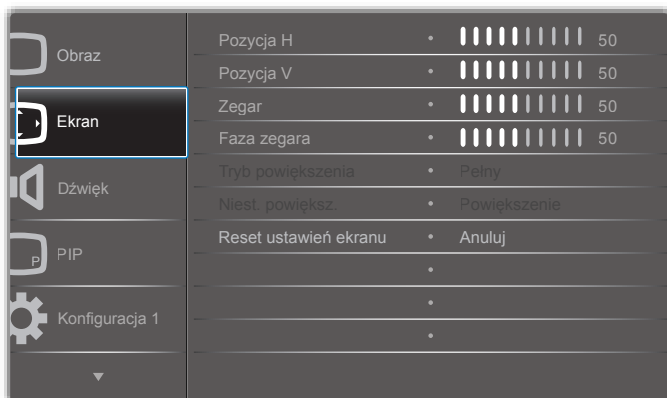 Obraz
Ekran
Dźwięk
P
PIP
Konfiguracja 1
Pozycja H • 50
Pozycja V • 50
Zegar • 50
Faza zegara • 50
Tryb powiększenia • Pełny
Niest. powiększ. • Powiększenie
Reset ustawień ekranu • Anuluj